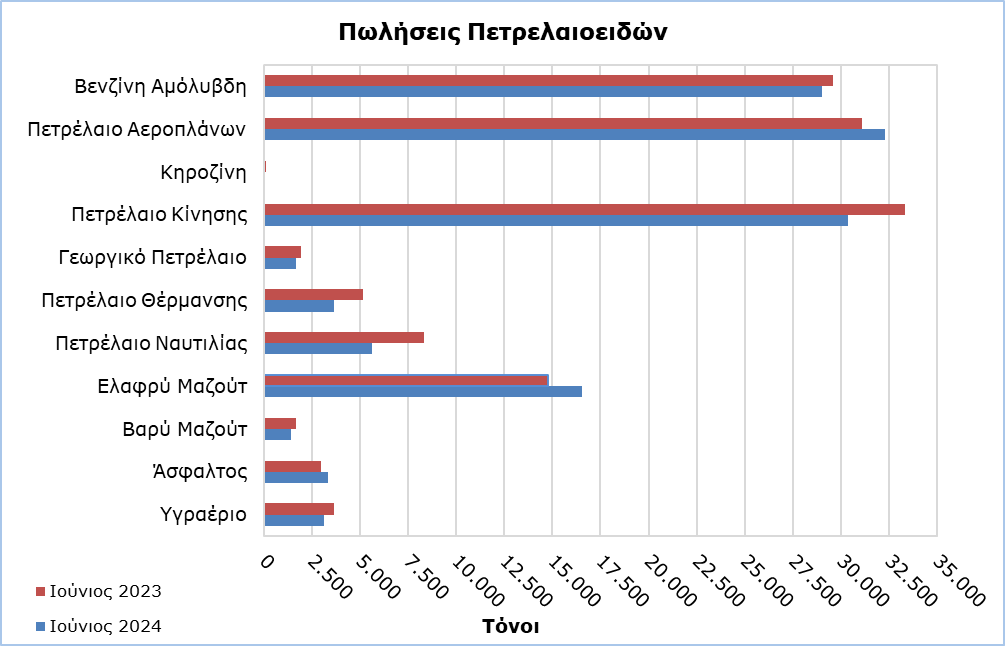 Πωλήσεις Πετρελαιοειδών
Βενζίνη Αμόλυβδη
Πετρέλαιο Αεροπλάνων
Κηροζίνη
Πετρέλαιο Κίνησης
Γεωργικό Πετρέλαιο
Πετρέλαιο Θέρμανσης
Πετρέλαιο Ναυτιλίας
Ελαφρύ Μαζούτ
Βαρύ Μαζούτ
Άσφαλτος
Υγραέριο
0
2.500
5.000
7.500
10.000
12.500
15.000
17.500
20.000
22.500
25.000
27.500
30.000
32.500
35.000
Ιούνιος 2023
Ιούνιος 2024
Τόνοι